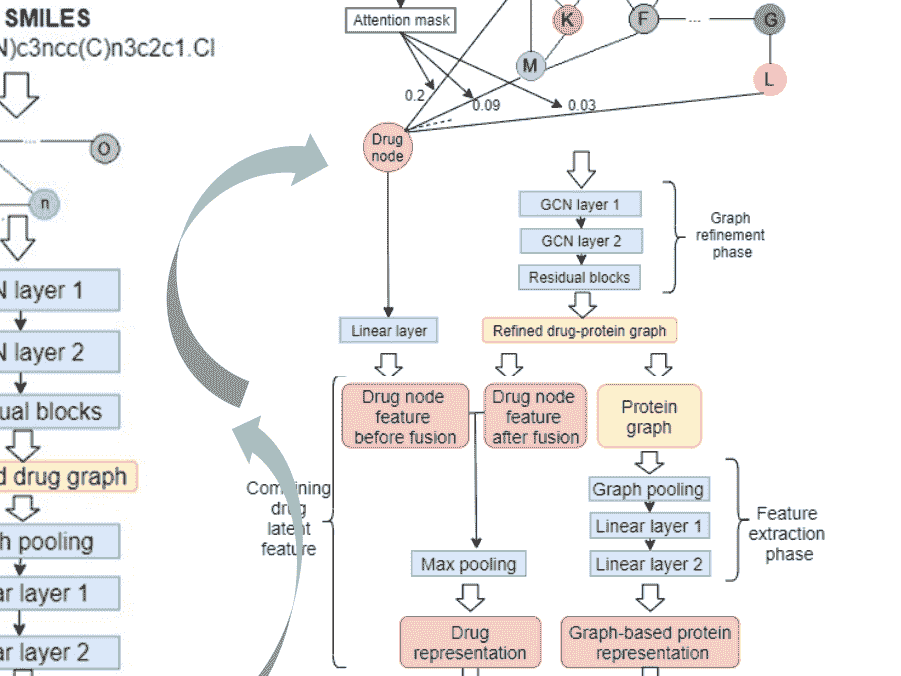 SMILES
N)c3ncc(C)n3c2c1.Cl
...
O
n
N layer 1
N layer 2
ual blocks
d drug graph
h pooling
ar layer 1
ar layer 2
Attention mask
K
F
...
G
M
L
0.2
0.09
0.03
Drug
node
GCN layer 1
GCN layer 2
Residual blocks
Graph
refinement
phase
Linear layer
Refined drug-protein graph
Drug node
feature
before fusion
Drug node
feature
after fusion
Protein
graph
Combining
drug
latent
feature
Graph pooling
Linear layer 1
Linear layer 2
Feature
extraction
phase
Max pooling
Drug
representation
Graph-based protein
representation